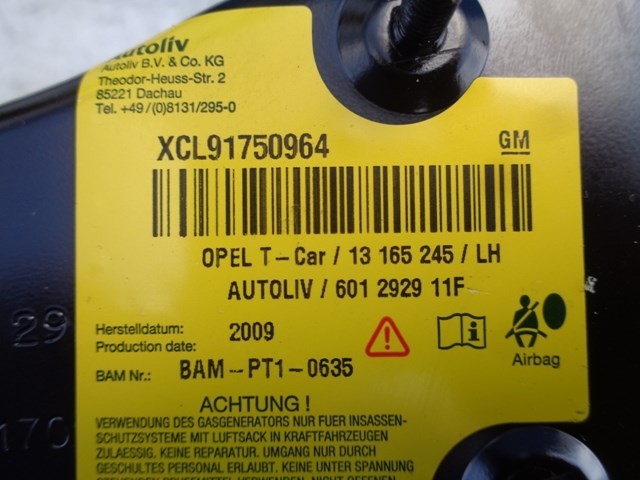 Autoliv
Autoliv B.V. & Co. KG
Theodor-Heuss-Str. 2
85221 Dachau
Tel. +49/(0)8131/295-0
XCL91750964
GM
OPEL T-Car / 13 165 245 / LH
AUTOLIV / 601 2929 11F
Herstelldatum: 2009
Production date:
BAM Nr.: BAM-PT1-0635
Airbag
ACHTUNG !
VERWENDUNG DES GASGENERATORS NUR FUER INSASSEN-
SCHUTZSYSTEME MIT LUFTSACK IN KRAFTFAHRZEUGEN
ZULAESSIG. KEINE REPARATUR. UMGANG NUR DURCH
GESCHULTES PERSONAL ERLAUBT. KEINE UNTER SPANNUNG